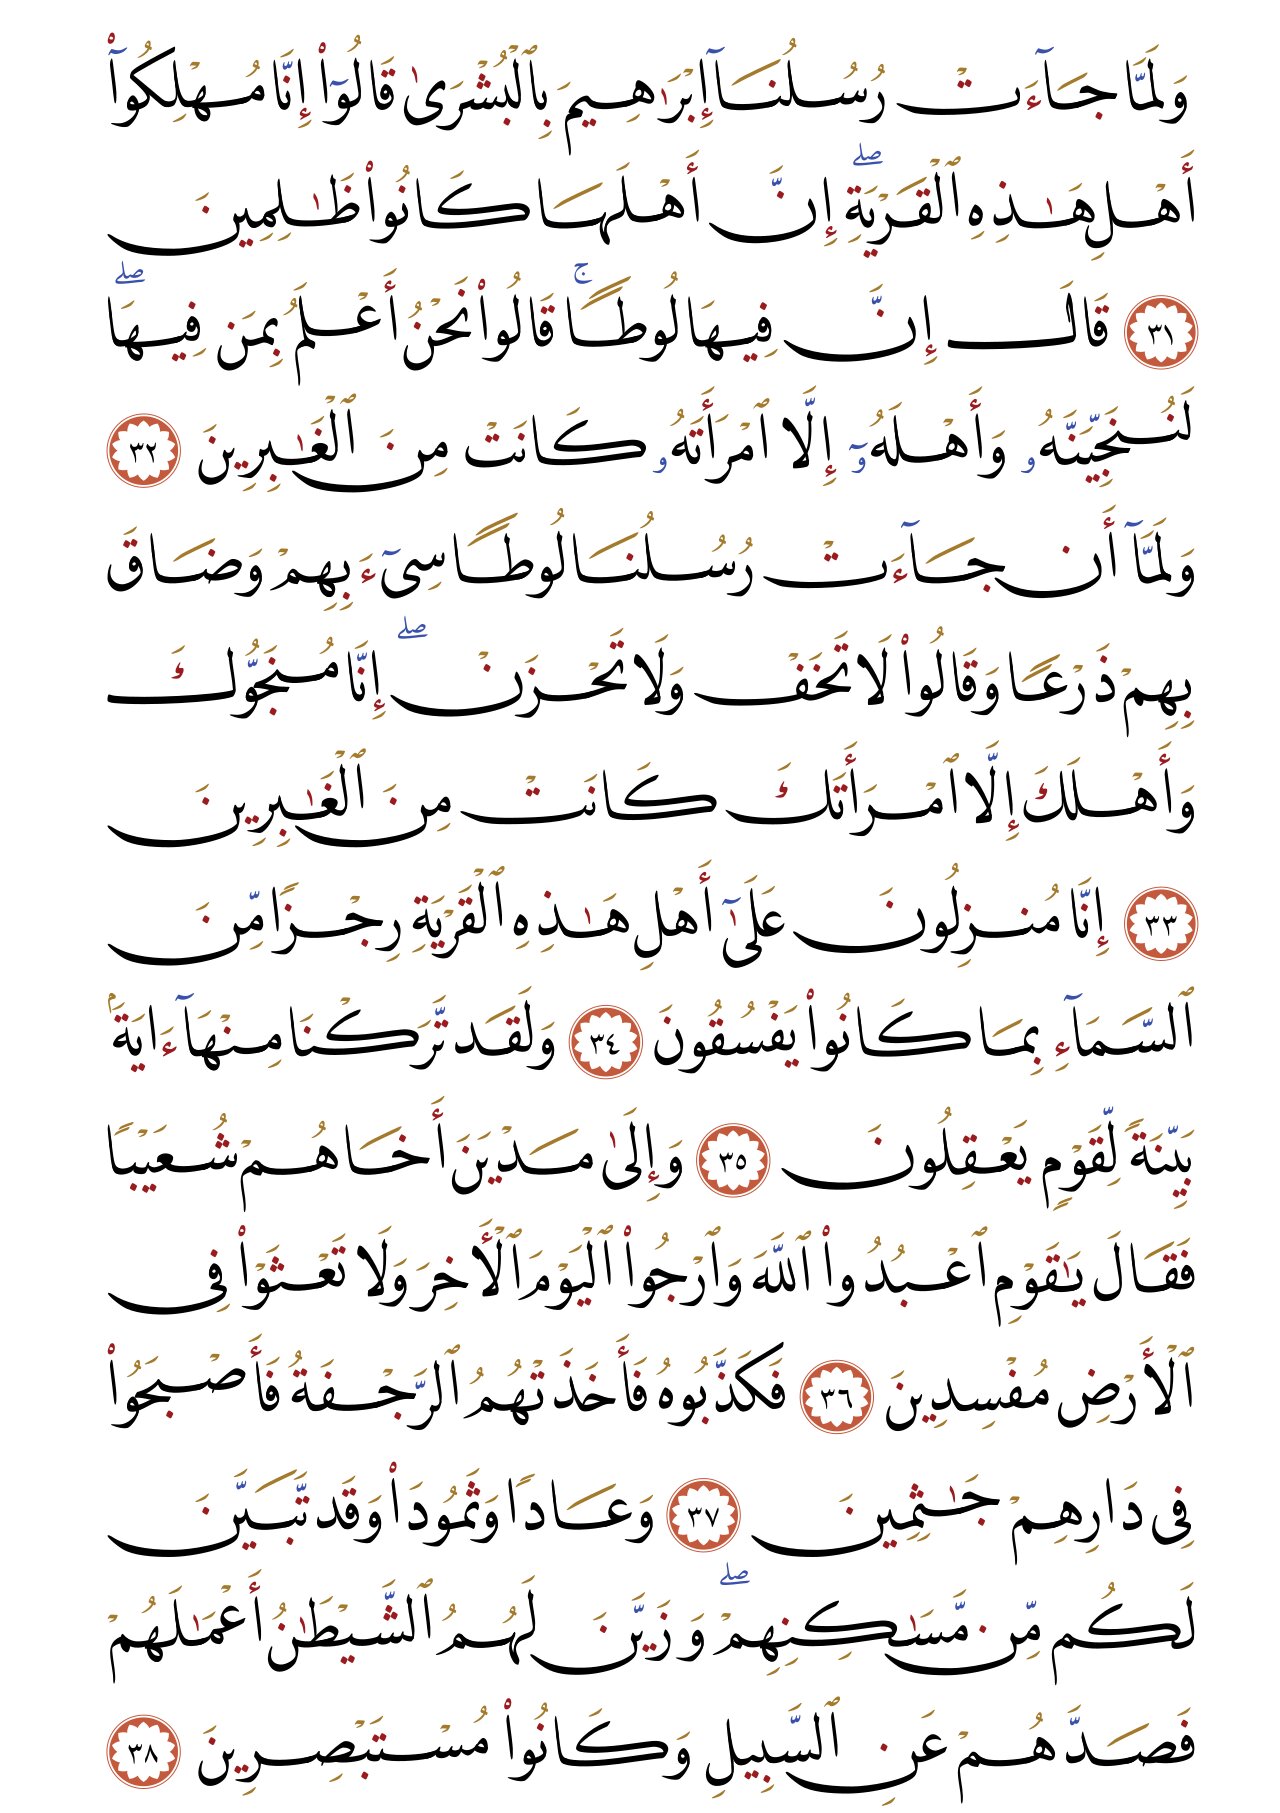 وَلَمَّا جَآءَتْ رُسُلُنَآ إِبْرَٰهِيمَ بِٱلْبُشْرَىٰ قَالُوٓا۟ إِنَّا مُهْلِكُوٓا۟
أَهْلِ هَـٰذِهِ ٱلْقَرْيَةِ ۖ إِنَّ أَهْلَهَا كَانُوا۟ ظَـٰلِمِينَ
٣١ قَالَ إِنَّ فِيهَا لُوطًا ۚ قَالُوا۟ نَحْنُ أَعْلَمُ بِمَن فِيهَا ۖ
لَنُنَجِّيَنَّهُۥ وَأَهْلَهُۥٓ إِلَّا ٱمْرَأَتَهُۥ كَانَتْ مِنَ ٱلْغَـٰبِرِينَ ٣٢
وَلَمَّآ أَن جَآءَتْ رُسُلُنَا لُوطًا سِىٓءَ بِهِمْ وَضَاقَ
بِهِمْ ذَرْعًا وَقَالُوا۟ لَا تَخَفْ وَلَا تَحْزَنْ ۖ إِنَّا مُنَجُّوكَ
وَأَهْلَكَ إِلَّا ٱمْرَأَتَكَ كَانَتْ مِنَ ٱلْغَـٰبِرِينَ
٣٣ إِنَّا مُنزِلُونَ عَلَىٰٓ أَهْلِ هَـٰذِهِ ٱلْقَرْيَةِ رِجْزًا مِّنَ
ٱلسَّمَآءِ بِمَا كَانُوا۟ يَفْسُقُونَ ٣٤ وَلَقَد تَّرَكْنَا مِنْهَآ ءَايَةًۢ
بَيِّنَةً لِّقَوْمٍ يَعْقِلُونَ ٣٥ وَإِلَىٰ مَدْيَنَ أَخَاهُمْ شُعَيْبًا
فَقَالَ يَـٰقَوْمِ ٱعْبُدُوا۟ ٱللَّهَ وَٱرْجُوا۟ ٱلْيَوْمَ ٱلْـَٔاخِرَ وَلَا تَعْثَوْا۟ فِى
ٱلْأَرْضِ مُفْسِدِينَ ٣٦ فَكَذَّبُوهُ فَأَخَذَتْهُمُ ٱلرَّجْفَةُ فَأَصْبَحُوا۟
فِى دَارِهِمْ جَـٰثِمِينَ ٣٧ وَعَادًا وَثَمُودَا۟ وَقَد تَّبَيَّنَ
لَكُم مِّن مَّسَـٰكِنِهِمْ ۖ وَزَيَّنَ لَهُمُ ٱلشَّيْطَـٰنُ أَعْمَـٰلَهُمْ
فَصَدَّهُمْ عَنِ ٱلسَّبِيلِ وَكَانُوا۟ مُسْتَبْصِرِينَ ٣٨